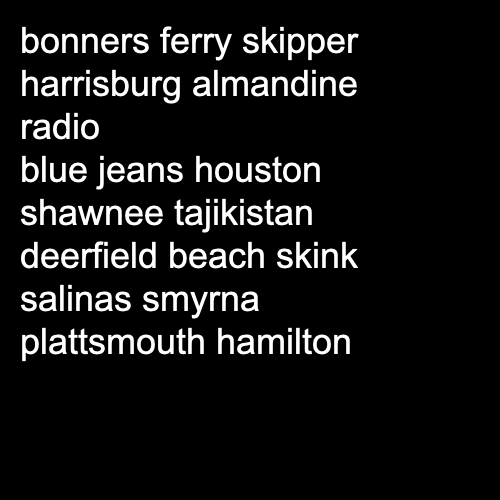 bonners ferry skipper
harrisburg almandine
radio
blue jeans houston
shawnee tajikistan
deerfield beach skink
salinas smyrna
plattsmouth hamilton